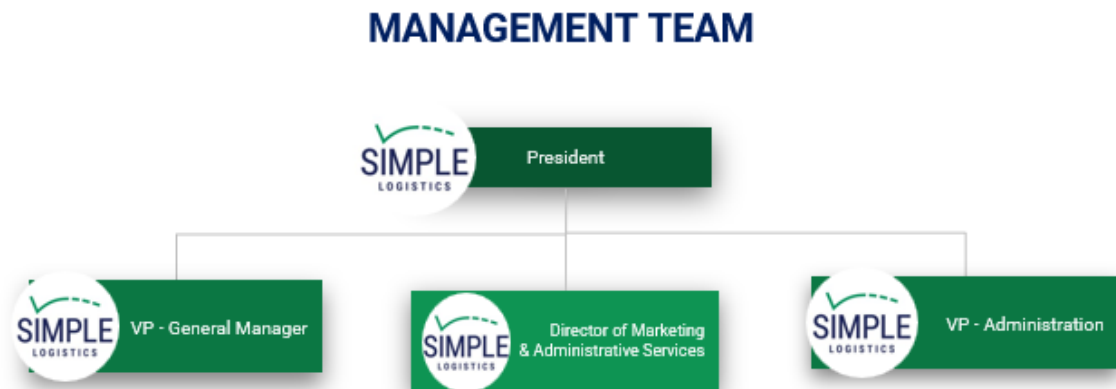 MANAGEMENT TEAM
SIMPLE
LOGISTICS
President
SIMPLE
LOGISTICS
VP - General Manager
SIMPLE
LOGISTICS
Director of Marketing
& Administrative Services
SIMPLE
LOGISTICS
VP - Administration